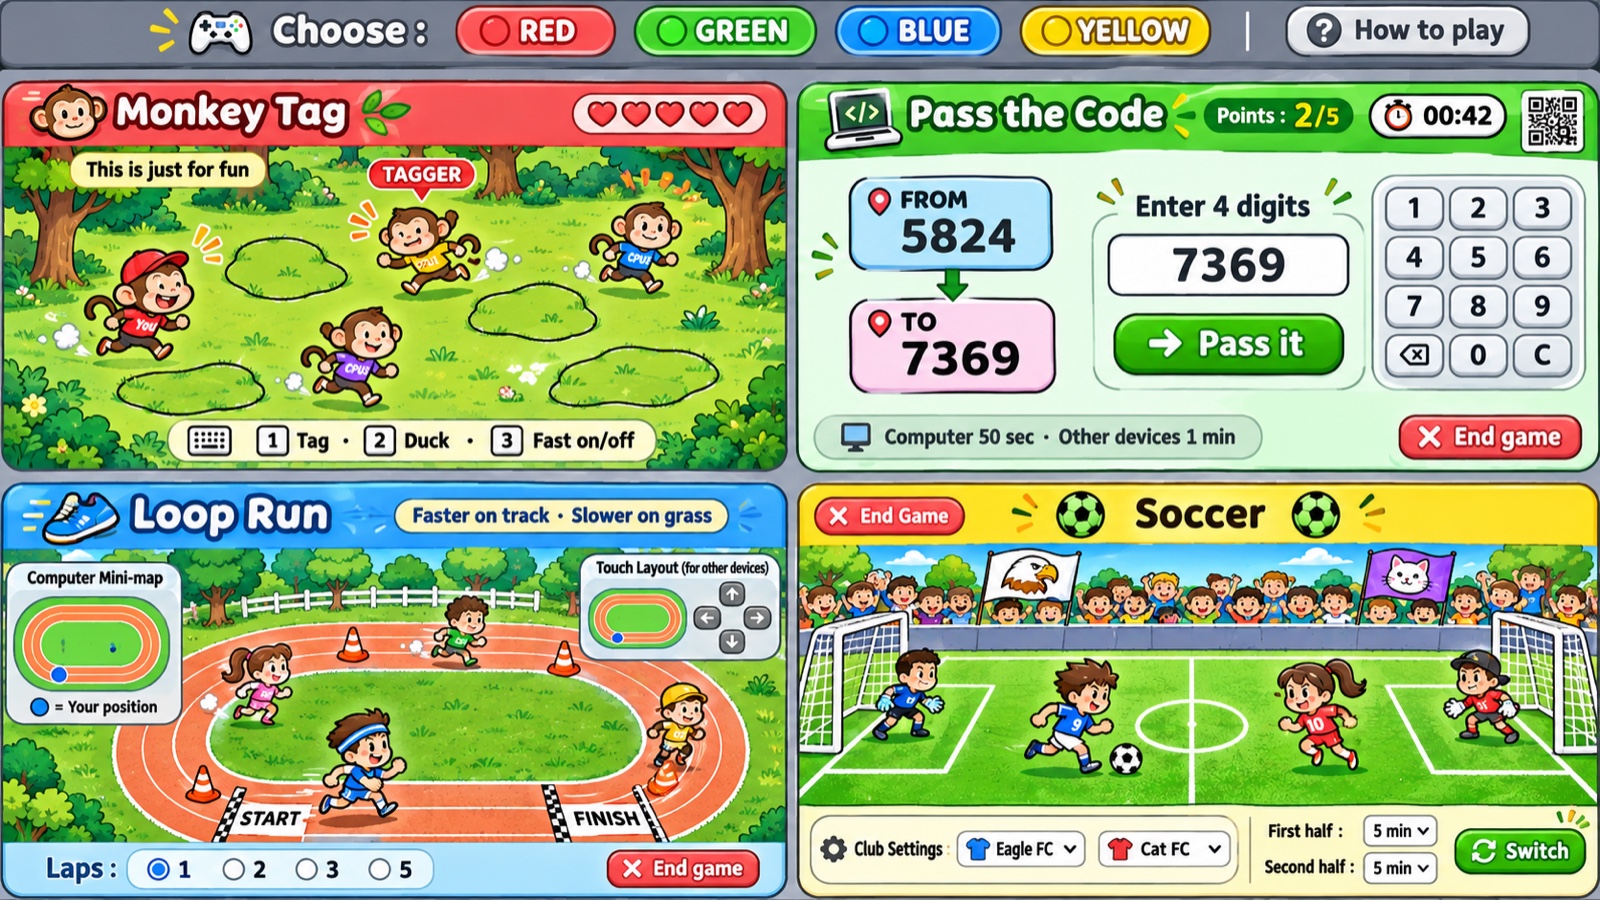 Choose :
RED
GREEN
BLUE
YELLOW
? How to play
Monkey Tag
This is just for fun
TAGGER
YOU
CPU2
CPU3
1 Tag · 2 Duck · 3 Fast on/off
</> Pass the Code
Points : 2/5
00:42
FROM
5824
TO
7369
Enter 4 digits
7369
→ Pass it
1 2 3
4 5 6
7 8 9
0 C
Computer 50 sec · Other devices 1 min
End game
Loop Run
Faster on track · Slower on grass
Computer Mini-map
= Your position
Touch Layout (for other devices)
START
FINISH
Laps : 1 2 3 5
End game
End Game
Soccer
9
10
Club Settings :
Eagle FC
Cat FC
First half : 5 min
Second half : 5 min
Switch